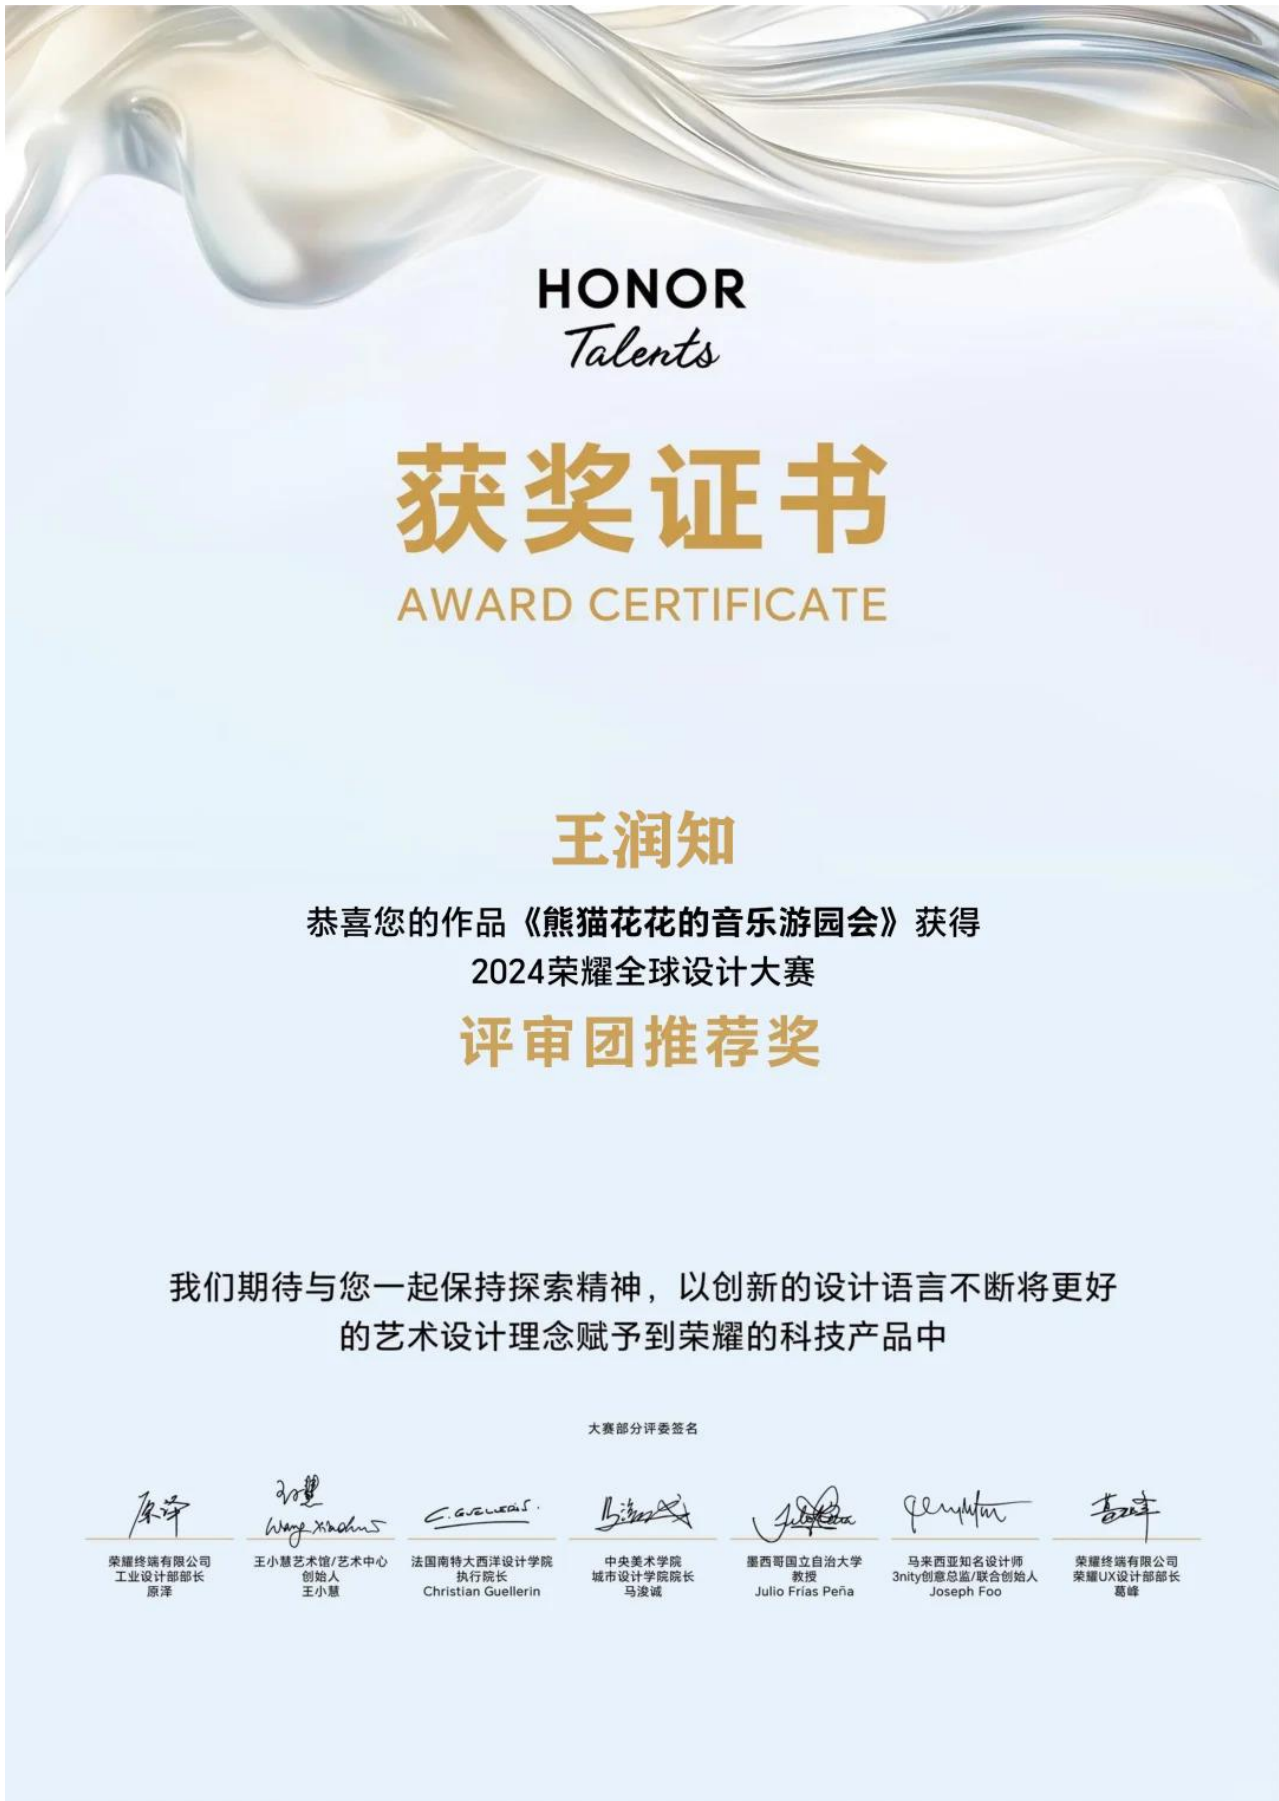 HONOR
Talents
获奖证书
AWARD CERTIFICATE
王润知
恭喜您的作品《熊猫花花的音乐游园会》获得
2024荣耀全球设计大赛
评审团推荐奖
我们期待与您一起保持探索精神，以创新的设计语言不断将更好
的艺术设计理念赋予到荣耀的科技产品中
大赛部分评委签名
荣耀终端有限公司
工业设计部部长
原泽
王小慧艺术馆/艺术中心
创始人
王小慧
法国南特大西洋设计学院
执行院长
Christian Guellerin
中央美术学院
城市设计学院院长
马浚诚
墨西哥国立自治大学
教授
Julio Frías Peña
马来西亚知名设计师
3nity创意总监/联合创始人
Joseph Foo
荣耀终端有限公司
荣耀UX设计部部长
葛峰